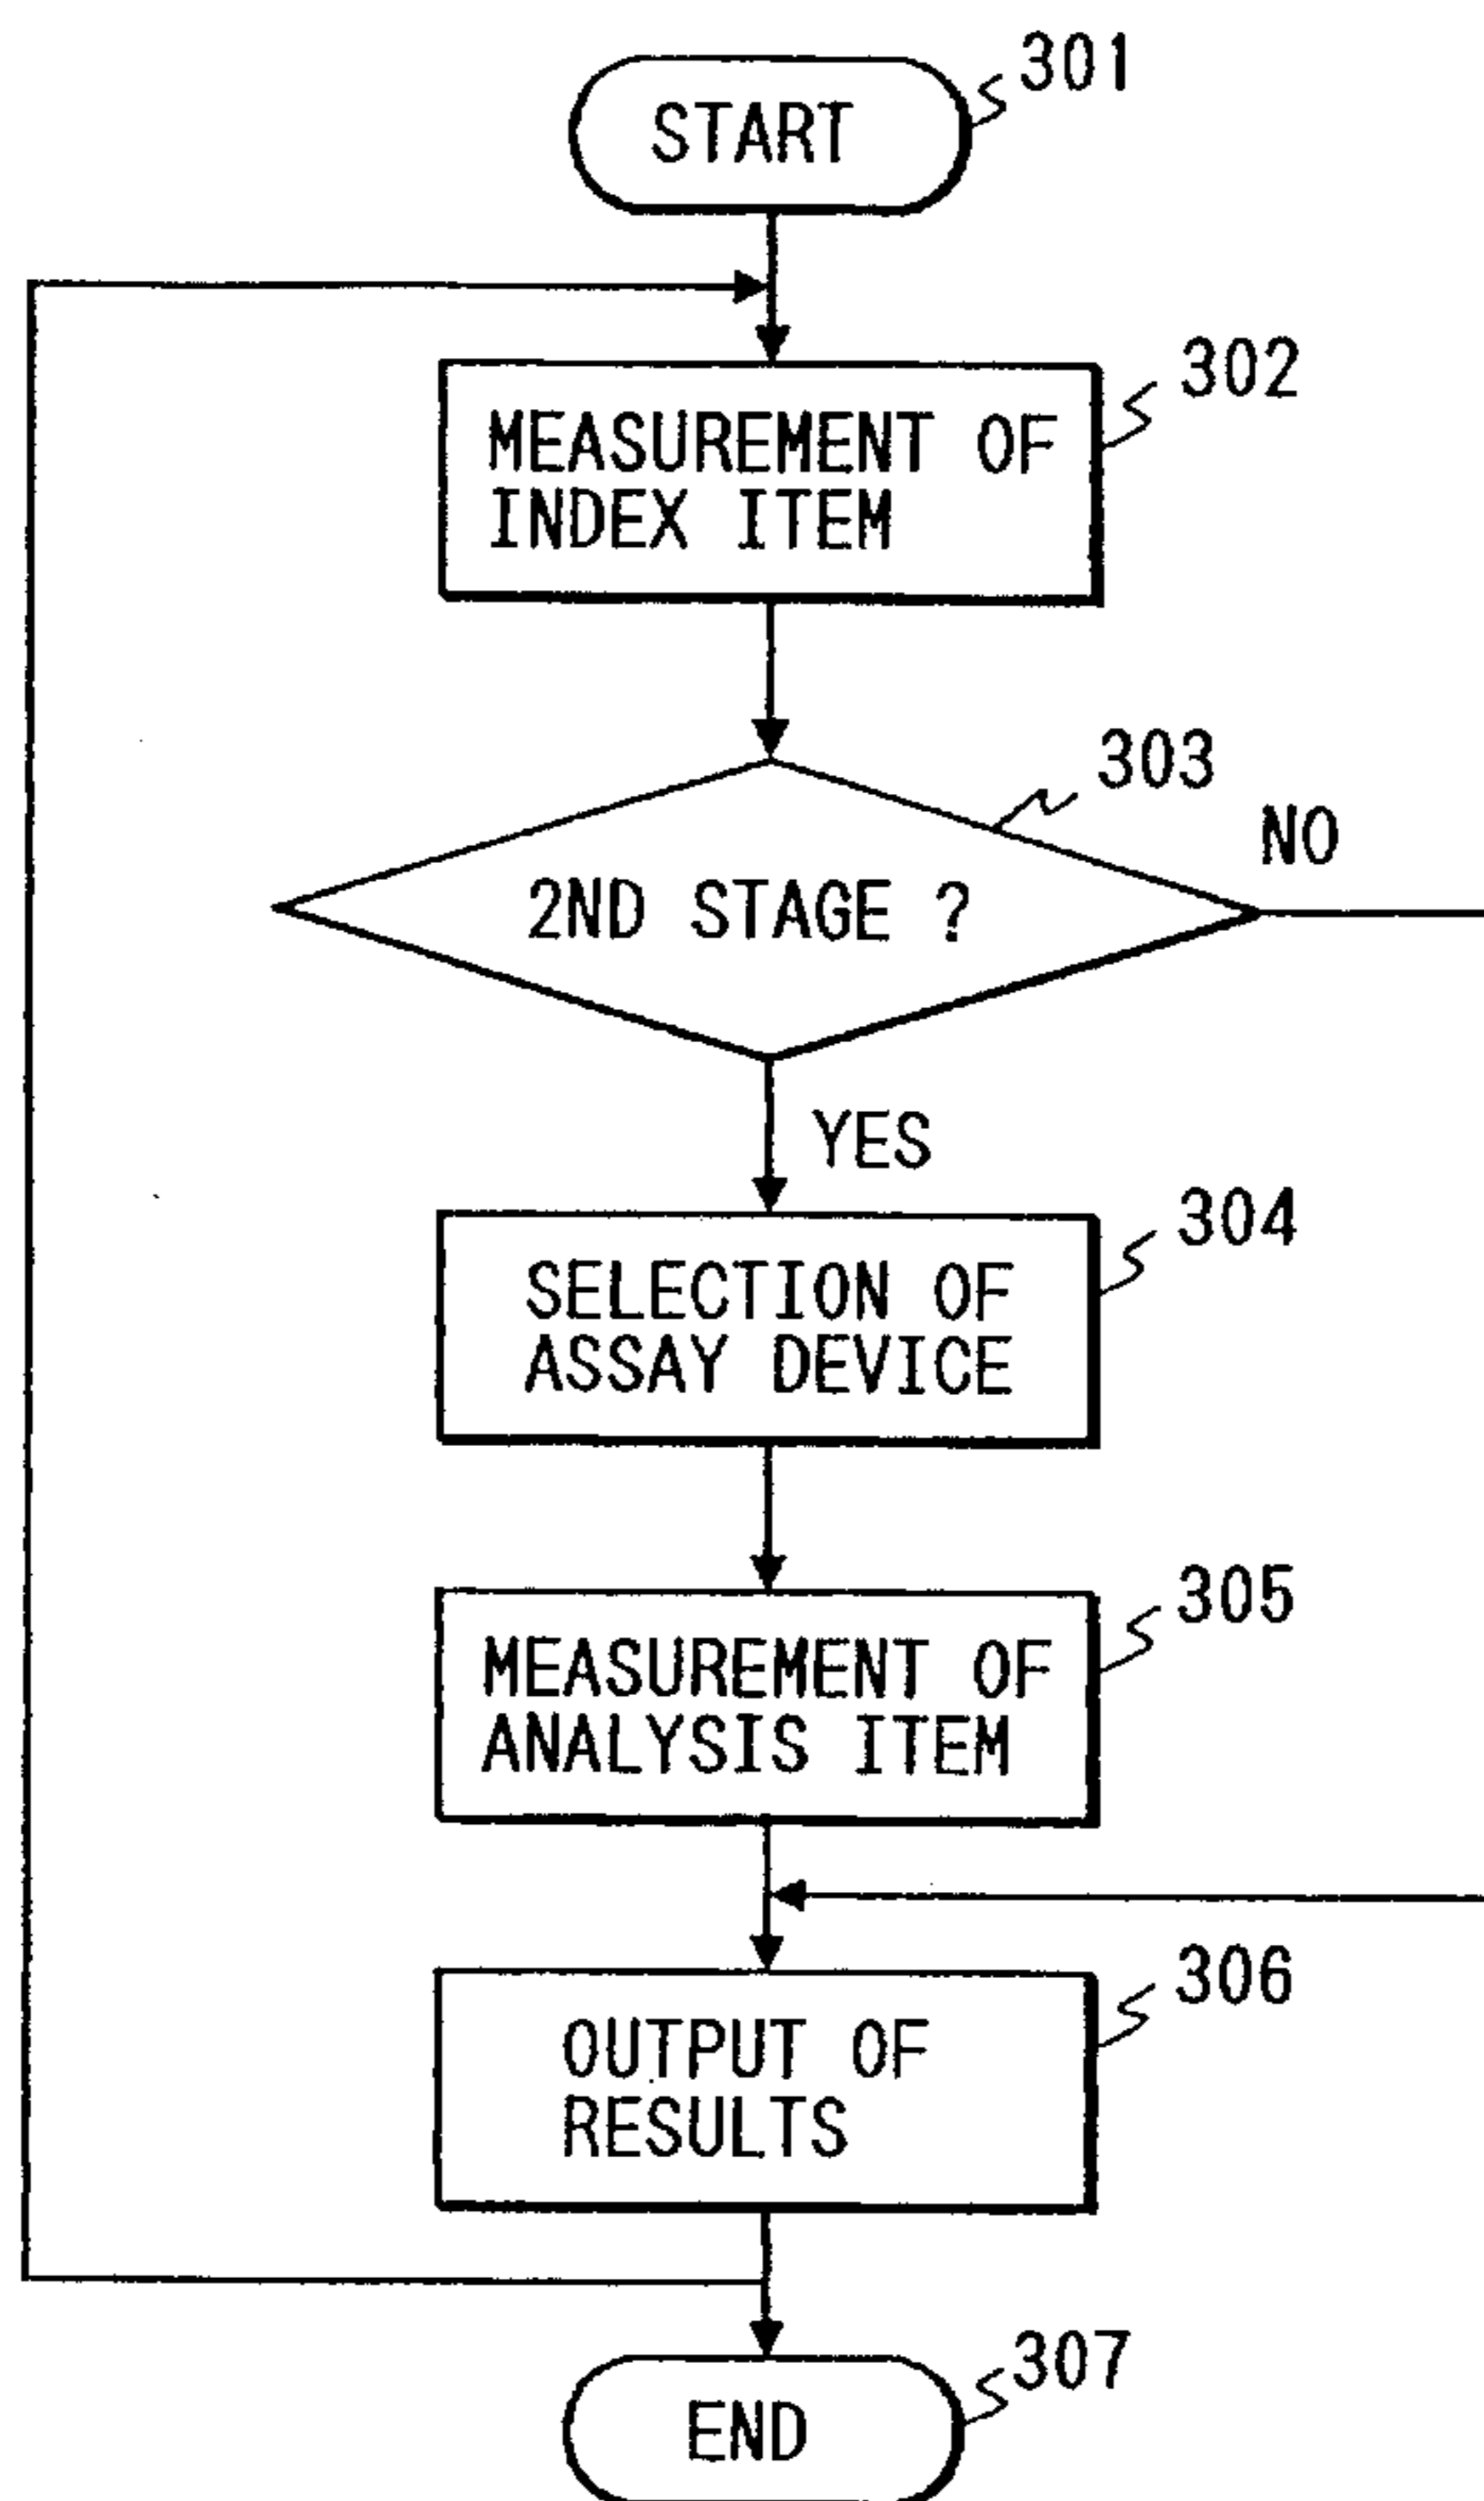 301
START
302
MEASUREMENT OF
INDEX ITEM
303
NO
2ND STAGE ?
YES
304
SELECTION OF
ASSAY DEVICE
305
MEASUREMENT OF
ANALYSIS ITEM
306
OUTPUT OF
RESULTS
307
END